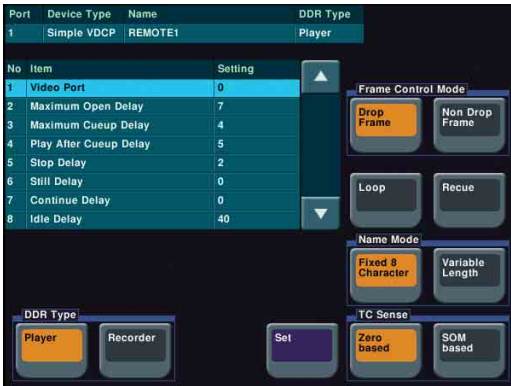 Port Device Type Name DDR Type
1 Simple VDCP REMOTE1 Player
No Item Setting
1 Video Port 0
2 Maximum Open Delay 7
3 Maximum Cueup Delay 4
4 Play After Cueup Delay 5
5 Stop Delay 2
6 Still Delay 0
7 Continue Delay 0
8 Idle Delay 40
Frame Control Mode
Drop Frame
Non Drop Frame
Loop
Recue
Name Mode
Fixed 8 Character
Variable Length
DDR Type
Player
Recorder
Set
TC Sense
Zero based
SOM based